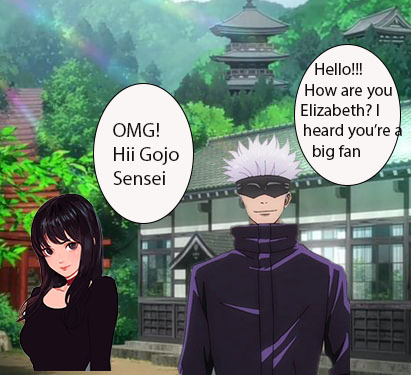 OMG!
Hii Gojo
Sensei
Hello!!!
How are you
Elizabeth? I
heard you're a
big fan